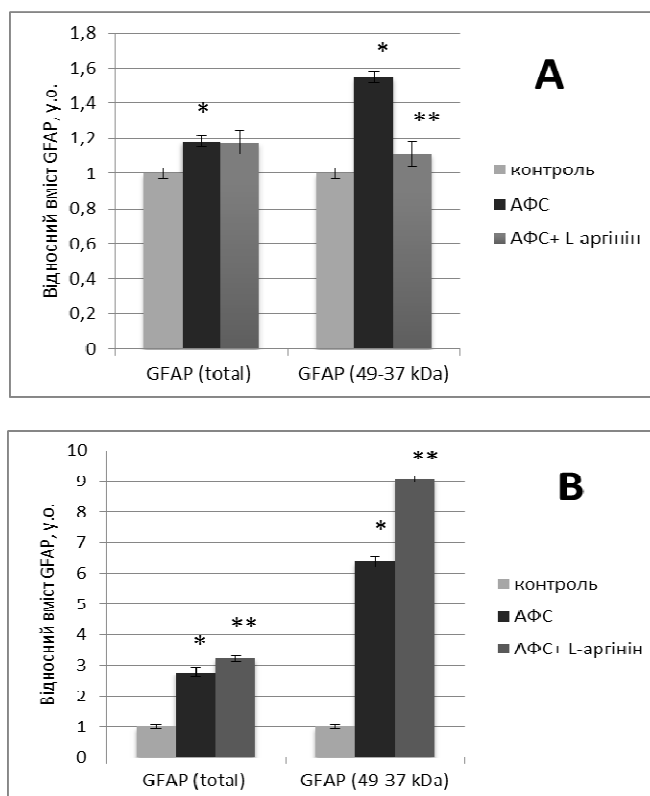 A
Відносний вміст GFAP, у.о.
1,8
1,6
1,4
1,2
1
0,8
0,6
0,4
0,2
0
*
*
**
GFAP (total)
GFAP (49-37 kDa)
контроль
АФС
АФС+ L аргінін
B
Відносний вміст GFAP, у.о.
10
9
8
7
6
5
4
3
2
1
0
*
**
*
**
GFAP (total)
GFAP (49 37 kDa)
контроль
АФС
АФС+ L-аргінін